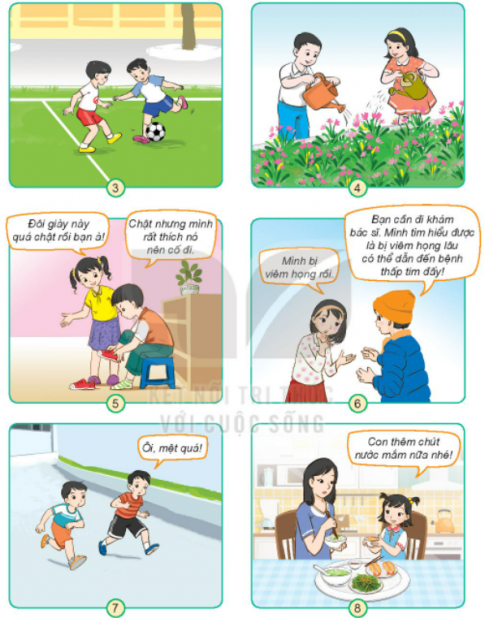 3
4
Đôi giày này
quá chật rồi bạn à!
Chật nhưng mình
rất thích nó
nên cố đi.
5
Mình bị
viêm họng rồi.
Bạn cần đi khám
bác sĩ. Mình tìm hiểu được
là bị viêm họng lâu
có thể dẫn đến bệnh
thấp tim đấy!
6
KẾT NỐI TRI THỨC
VỚI CUỘC SỐNG
Ôi, mệt quá!
7
Con thêm chút
nước mắm nữa nhé!
8